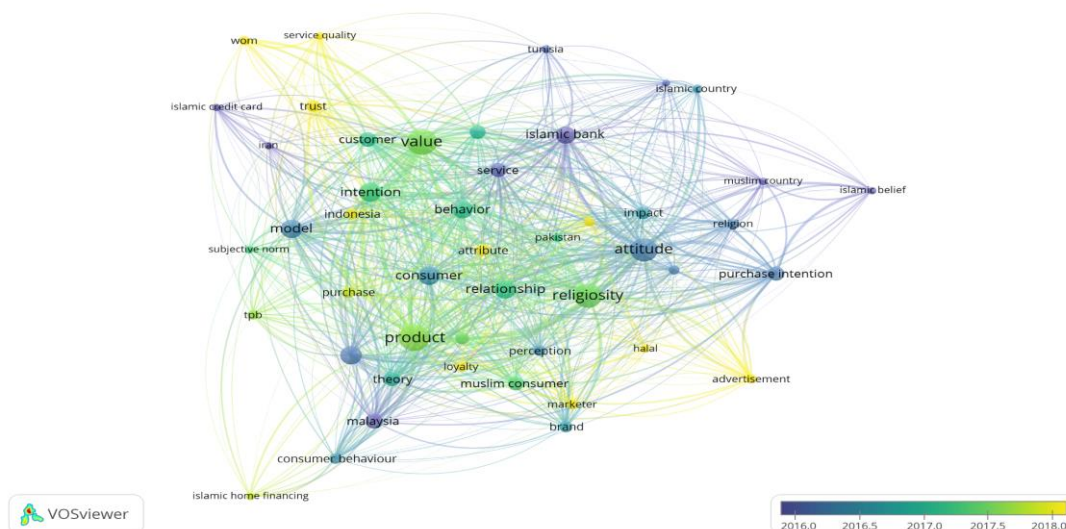 wom
service quality
tunisia
islamic credit card
trust
islamic country
iran
customer
value
islamic bank
service
muslim country
islamic belief
intention
indonesia
behavior
impact
religion
model
subjective norm
attribute
pakistan
attitude
purchase intention
consumer
purchase
relationship
religiosity
tpb
product
perception
halal
theory
loyalty
muslim consumer
advertisement
malaysia
marketer
brand
consumer behaviour
islamic home financing
VOSviewer
2016.0 2016.5 2017.0 2017.5 2018.0